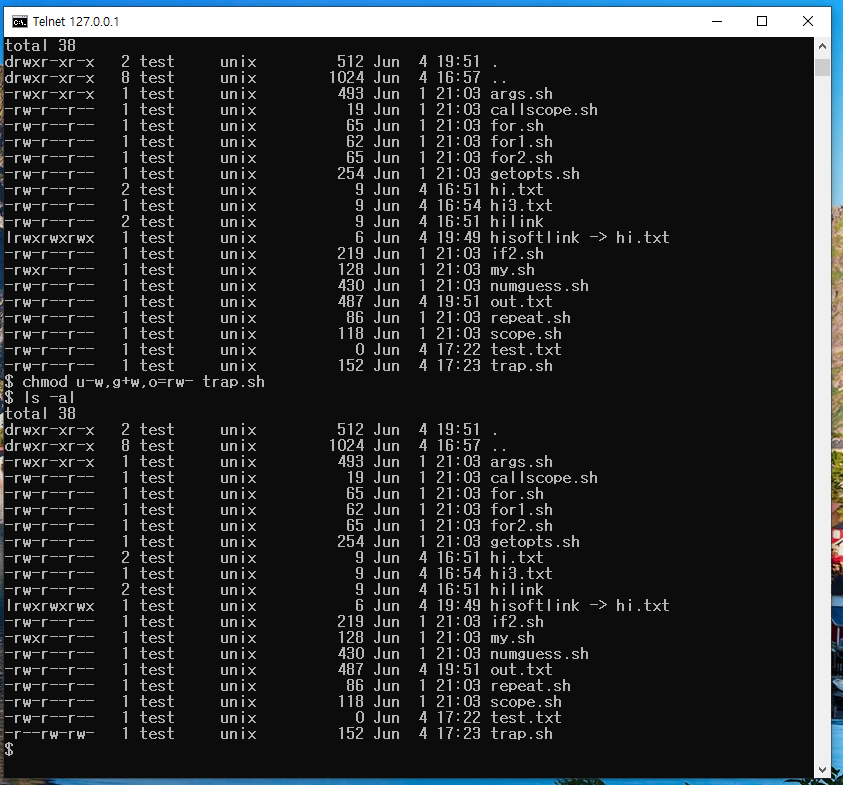 Telnet 127.0.0.1
total 38
drwxr-xr-x   2 test     unix         512 Jun  4 19:51 .
drwxr-xr-x   8 test     unix        1024 Jun  4 16:57 ..
-rwxr-xr-x   1 test     unix         493 Jun  1 21:03 args.sh
-rw-r--r--   1 test     unix          19 Jun  1 21:03 callscope.sh
-rw-r--r--   1 test     unix          65 Jun  1 21:03 for.sh
-rw-r--r--   1 test     unix          62 Jun  1 21:03 for1.sh
-rw-r--r--   1 test     unix          65 Jun  1 21:03 for2.sh
-rw-r--r--   1 test     unix         254 Jun  1 21:03 getopts.sh
-rw-r--r--   2 test     unix           9 Jun  4 16:51 hi.txt
-rw-r--r--   1 test     unix           9 Jun  4 16:54 hi3.txt
-rw-r--r--   2 test     unix           9 Jun  4 16:51 hilink
lrwxrwxrwx   1 test     unix           6 Jun  4 19:49 hisoftlink -> hi.txt
-rw-r--r--   1 test     unix         219 Jun  1 21:03 if2.sh
-rwxr--r--   1 test     unix         128 Jun  1 21:03 my.sh
-rw-r--r--   1 test     unix         430 Jun  1 21:03 numguess.sh
-rw-r--r--   1 test     unix         487 Jun  4 19:51 out.txt
-rw-r--r--   1 test     unix          86 Jun  1 21:03 repeat.sh
-rw-r--r--   1 test     unix         118 Jun  1 21:03 scope.sh
-rw-r--r--   1 test     unix           0 Jun  4 17:22 test.txt
-rw-r--r--   1 test     unix         152 Jun  4 17:23 trap.sh
$ chmod u-w,g+w,o=rw- trap.sh
$ ls -al
total 38
drwxr-xr-x   2 test     unix         512 Jun  4 19:51 .
drwxr-xr-x   8 test     unix        1024 Jun  4 16:57 ..
-rwxr-xr-x   1 test     unix         493 Jun  1 21:03 args.sh
-rw-r--r--   1 test     unix          19 Jun  1 21:03 callscope.sh
-rw-r--r--   1 test     unix          65 Jun  1 21:03 for.sh
-rw-r--r--   1 test     unix          62 Jun  1 21:03 for1.sh
-rw-r--r--   1 test     unix          65 Jun  1 21:03 for2.sh
-rw-r--r--   1 test     unix         254 Jun  1 21:03 getopts.sh
-rw-r--r--   2 test     unix           9 Jun  4 16:51 hi.txt
-rw-r--r--   1 test     unix           9 Jun  4 16:54 hi3.txt
-rw-r--r--   2 test     unix           9 Jun  4 16:51 hilink
lrwxrwxrwx   1 test     unix           6 Jun  4 19:49 hisoftlink -> hi.txt
-rw-r--r--   1 test     unix         219 Jun  1 21:03 if2.sh
-rwxr--r--   1 test     unix         128 Jun  1 21:03 my.sh
-rw-r--r--   1 test     unix         430 Jun  1 21:03 numguess.sh
-rw-r--r--   1 test     unix         487 Jun  4 19:51 out.txt
-rw-r--r--   1 test     unix          86 Jun  1 21:03 repeat.sh
-rw-r--r--   1 test     unix         118 Jun  1 21:03 scope.sh
-rw-r--r--   1 test     unix           0 Jun  4 17:22 test.txt
-r--rw-rw-   1 test     unix         152 Jun  4 17:23 trap.sh
$